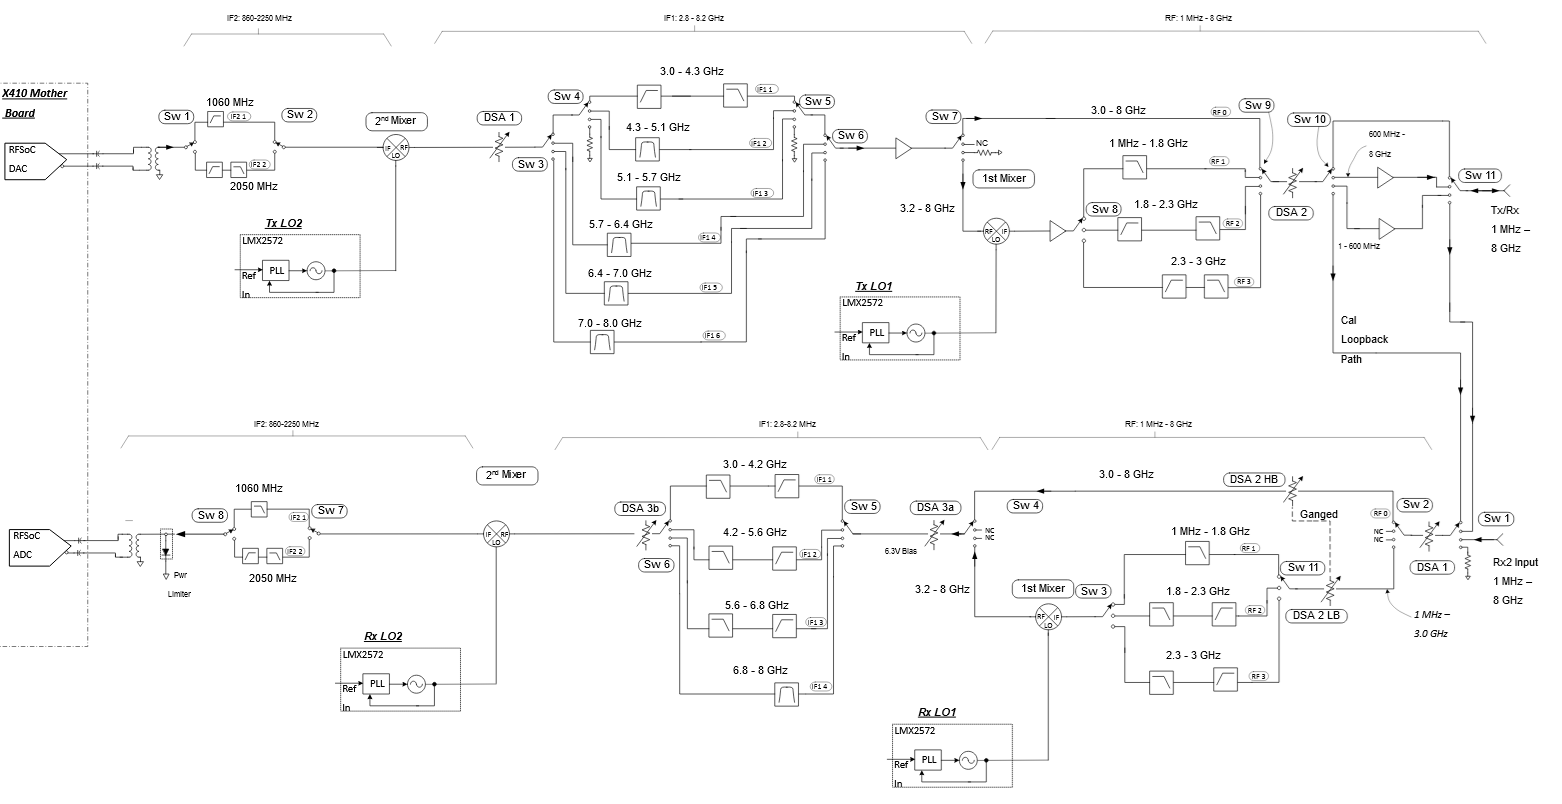 IF2: 860-2250 MHz
IF1: 2.8 - 8.2 GHz
RF: 1 MHz - 8 GHz
X410 Mother
Board
RFSoC
DAC
Sw 1
1060 MHz
IF2 1
IF2 2
2050 MHz
Sw 2
2nd Mixer
IF
RF
LO
Tx LO2
LMX2572
PLL
Ref
In
DSA 1
Sw 3
Sw 4
3.0 - 4.3 GHz
IF1 1
4.3 - 5.1 GHz
IF1 2
5.1 - 5.7 GHz
IF1 3
5.7 - 6.4 GHz
IF1 4
6.4 - 7.0 GHz
IF1 5
7.0 - 8.0 GHz
IF1 6
Sw 5
Sw 6
Sw 7
NC
3.0 - 8 GHz
RF 0
1st Mixer
3.2 - 8 GHz
RF
IF
LO
Tx LO1
LMX2572
PLL
Ref
In
Sw 8
1 MHz - 1.8 GHz
RF 1
1.8 - 2.3 GHz
RF 2
2.3 - 3 GHz
RF 3
Sw 9
DSA 2
Sw 10
600 MHz -
8 GHz
1 - 600 MHz
Sw 11
Tx/Rx
1 MHz –
8 GHz
Cal
Loopback
Path
IF2: 860-2250 MHz
IF1: 2.8-8.2 MHz
RF: 1 MHz - 8 GHz
RFSoC
ADC
Pwr
Limiter
Sw 8
1060 MHz
IF2 1
IF2 2
2050 MHz
Sw 7
2nd Mixer
IF
RF
LO
Rx LO2
LMX2572
PLL
Ref
In
DSA 3b
Sw 6
3.0 - 4.2 GHz
IF1 1
4.2 - 5.6 GHz
IF1 2
5.6 - 6.8 GHz
IF1 3
6.8 - 8 GHz
IF1 4
Sw 5
DSA 3a
6.3V Bias
Sw 4
NC
NC
3.0 - 8 GHz
3.2 - 8 GHz
1st Mixer
RF
IF
LO
Rx LO1
LMX2572
PLL
Ref
In
Sw 3
1 MHz - 1.8 GHz
RF 1
1.8 - 2.3 GHz
RF 2
2.3 - 3 GHz
RF 3
Sw 11
DSA 2 HB
Ganged
DSA 2 LB
RF 0
NC
NC
Sw 2
DSA 1
Sw 1
Rx2 Input
1 MHz –
8 GHz
1 MHz –
3.0 GHz